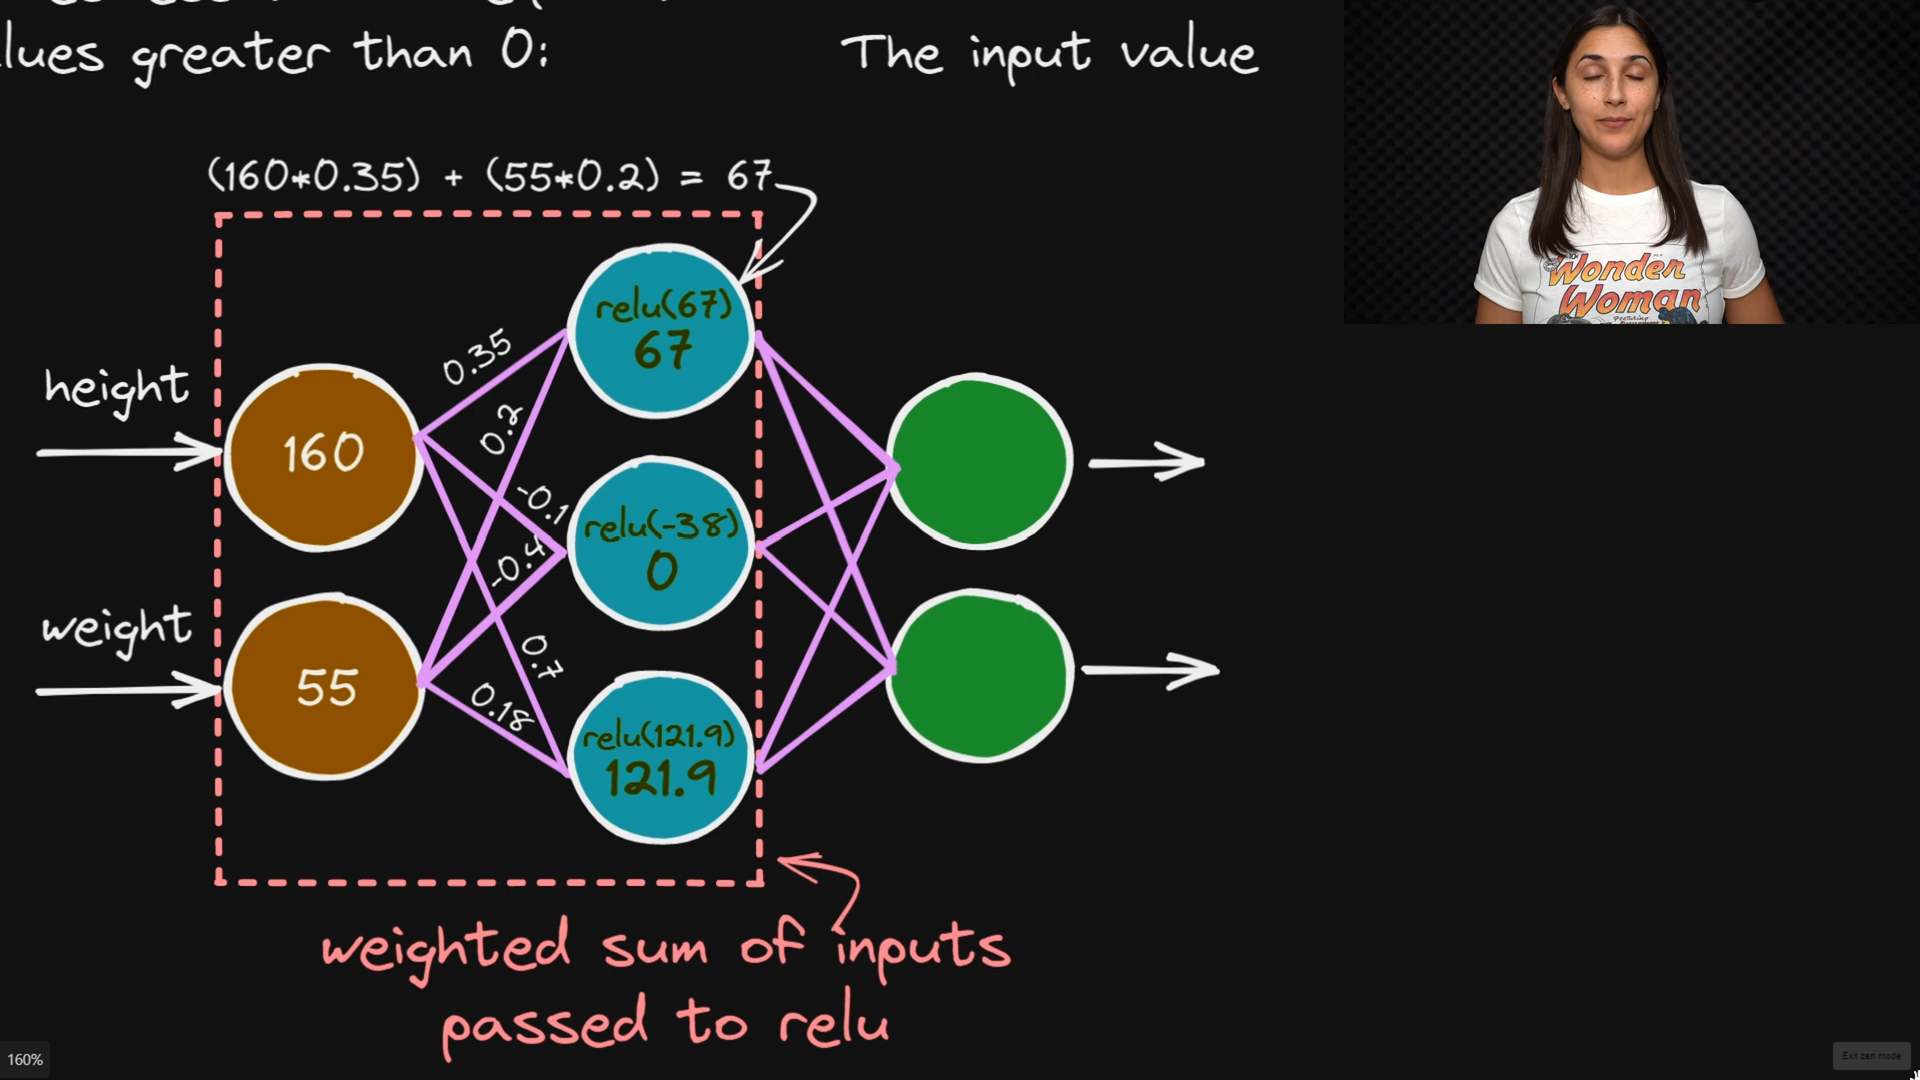 lues greater than 0:
The input value
(160*0.35) + (55*0.2) = 67
height
160
weight
55
0.35
0.2
-0.1
-0.4
0.7
0.18
relu(67)
67
relu(-38)
0
relu(121.9)
121.9
weighted sum of inputs
passed to relu
Wonder
Woman
Featuring
160%
Exit zen mode